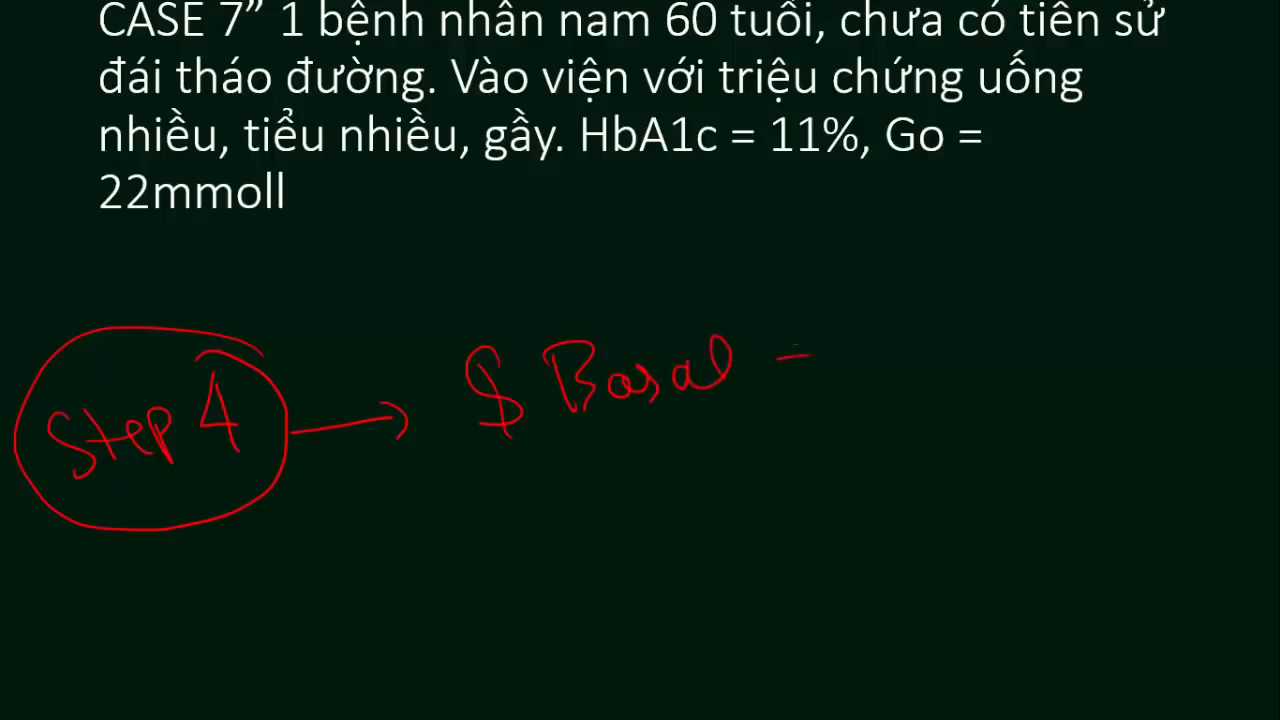 CASE 7” 1 bệnh nhân nam 60 tuổi, chưa có tiền sử
đái tháo đường. Vào viện với triệu chứng uống
nhiều, tiểu nhiều, gầy. HbA1c = 11%, Go =
22mmoll
Step 4 → $ Basal -